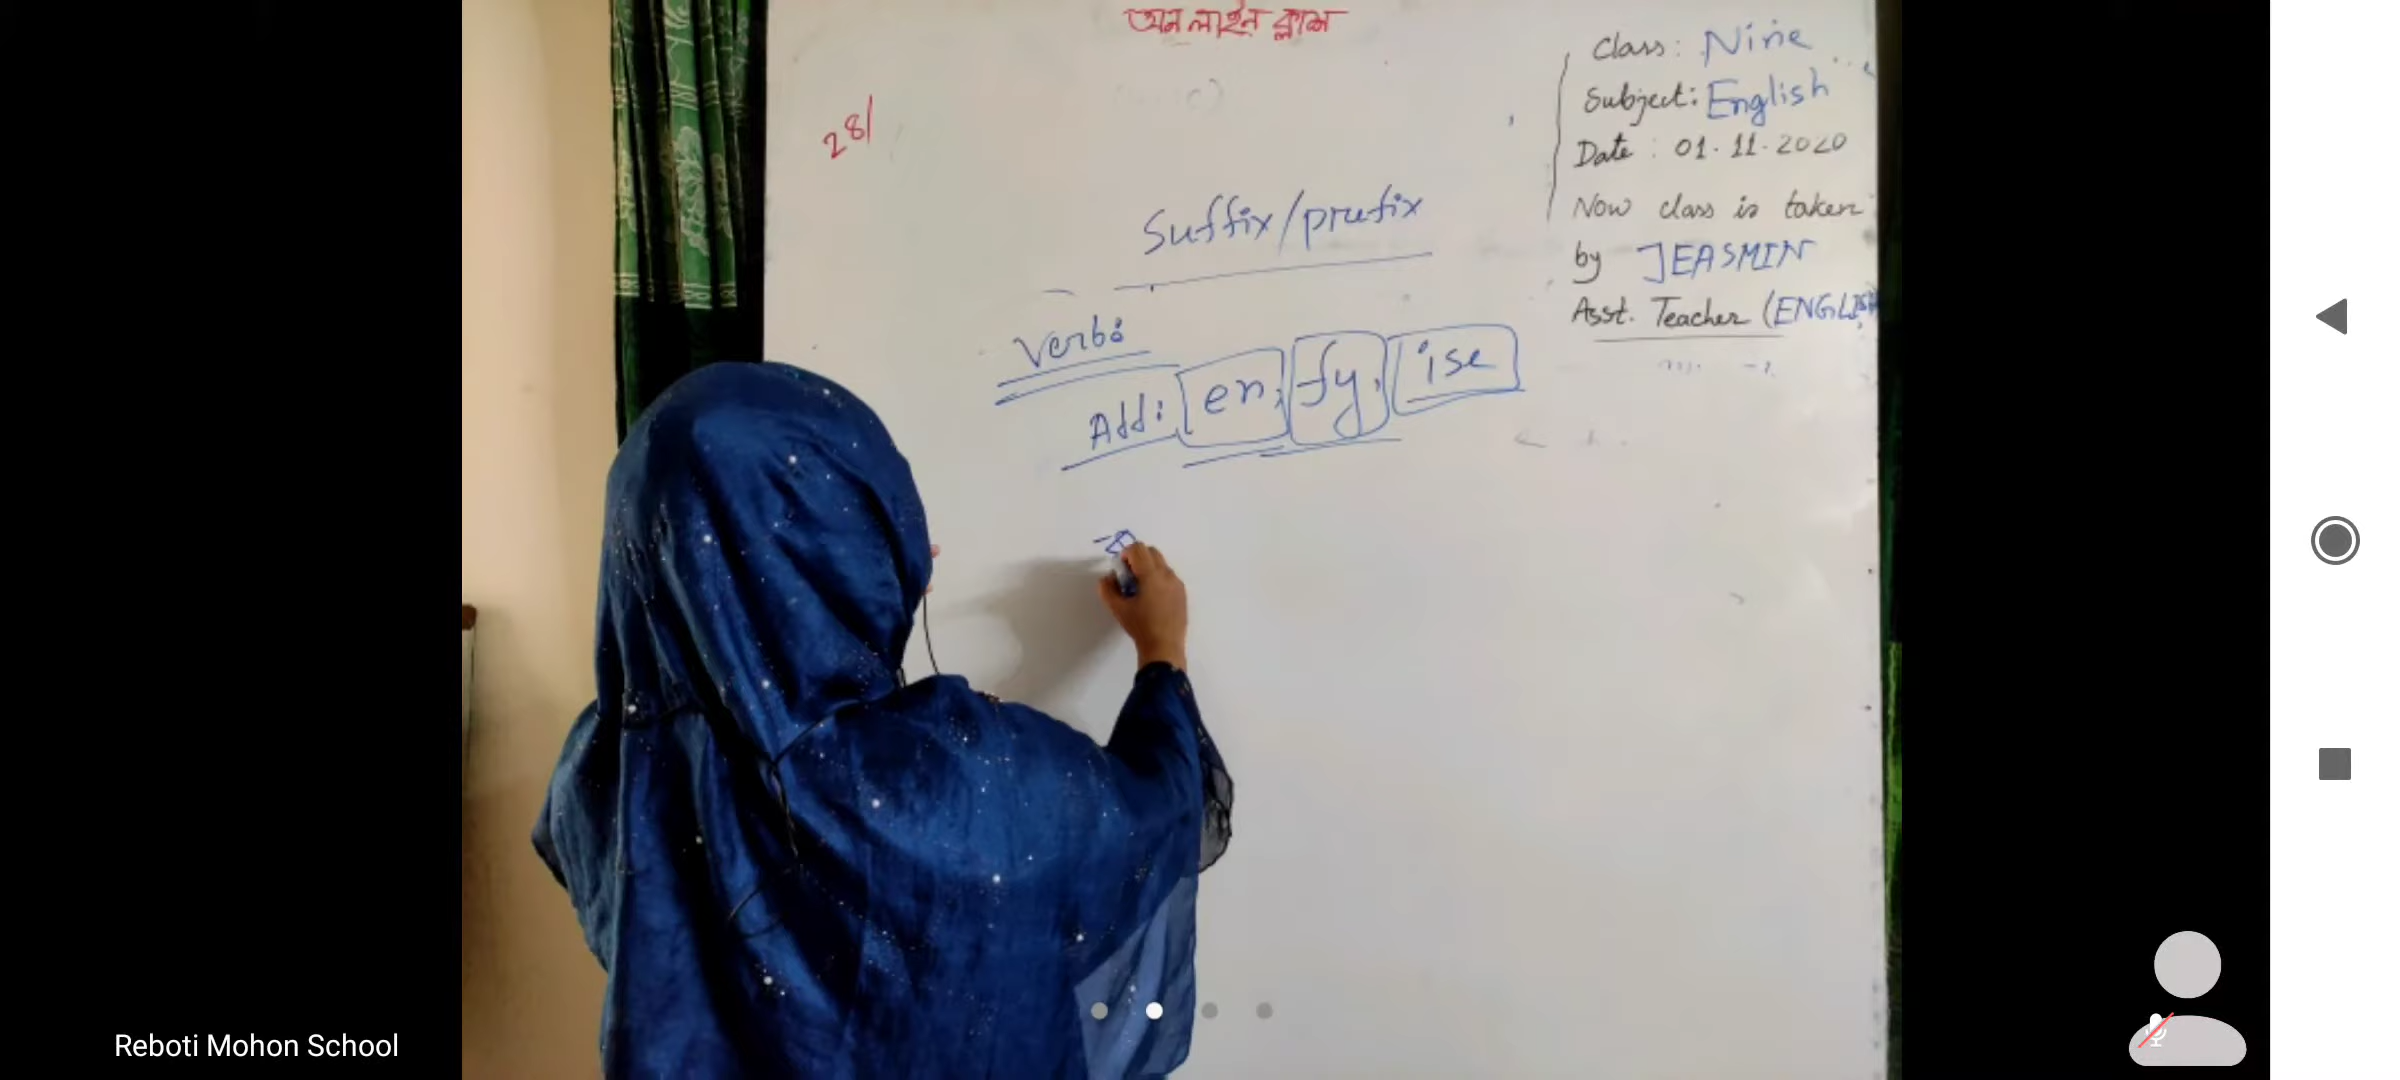 অন লাইন ক্লাশ
28/
Class: Nine
Subject: English
Date: 01.11.2020
Now class is taken
by JEASMIN
Asst. Teacher (ENGLISH
Suffix/prefix
Verb:
Add: en, fy, ise
Reboti Mohon School